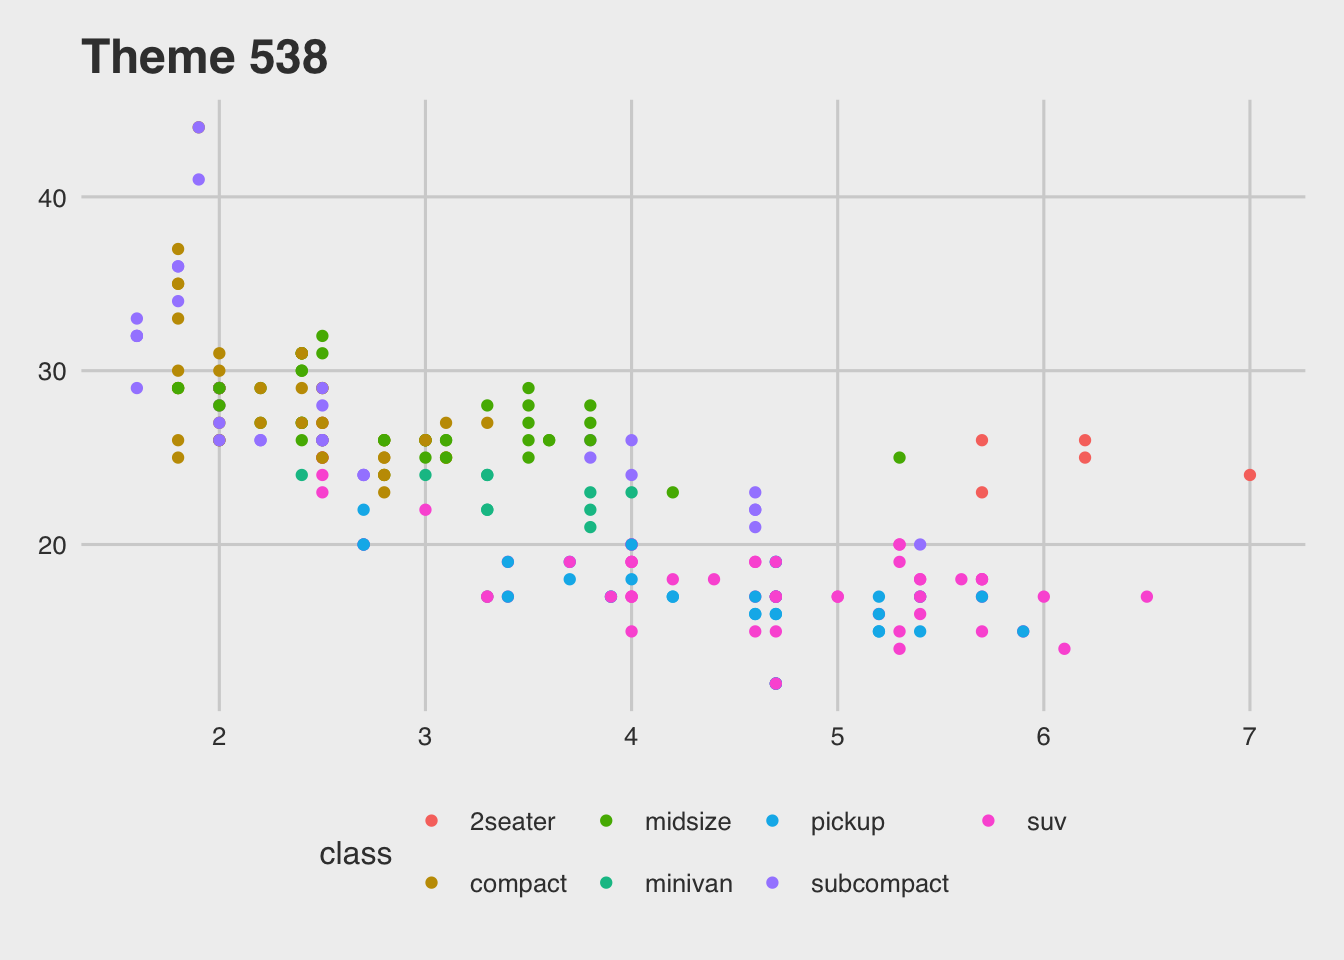 Theme 538
40
30
20
2 3 4 5 6 7
class
2seater midsize pickup suv
compact minivan subcompact